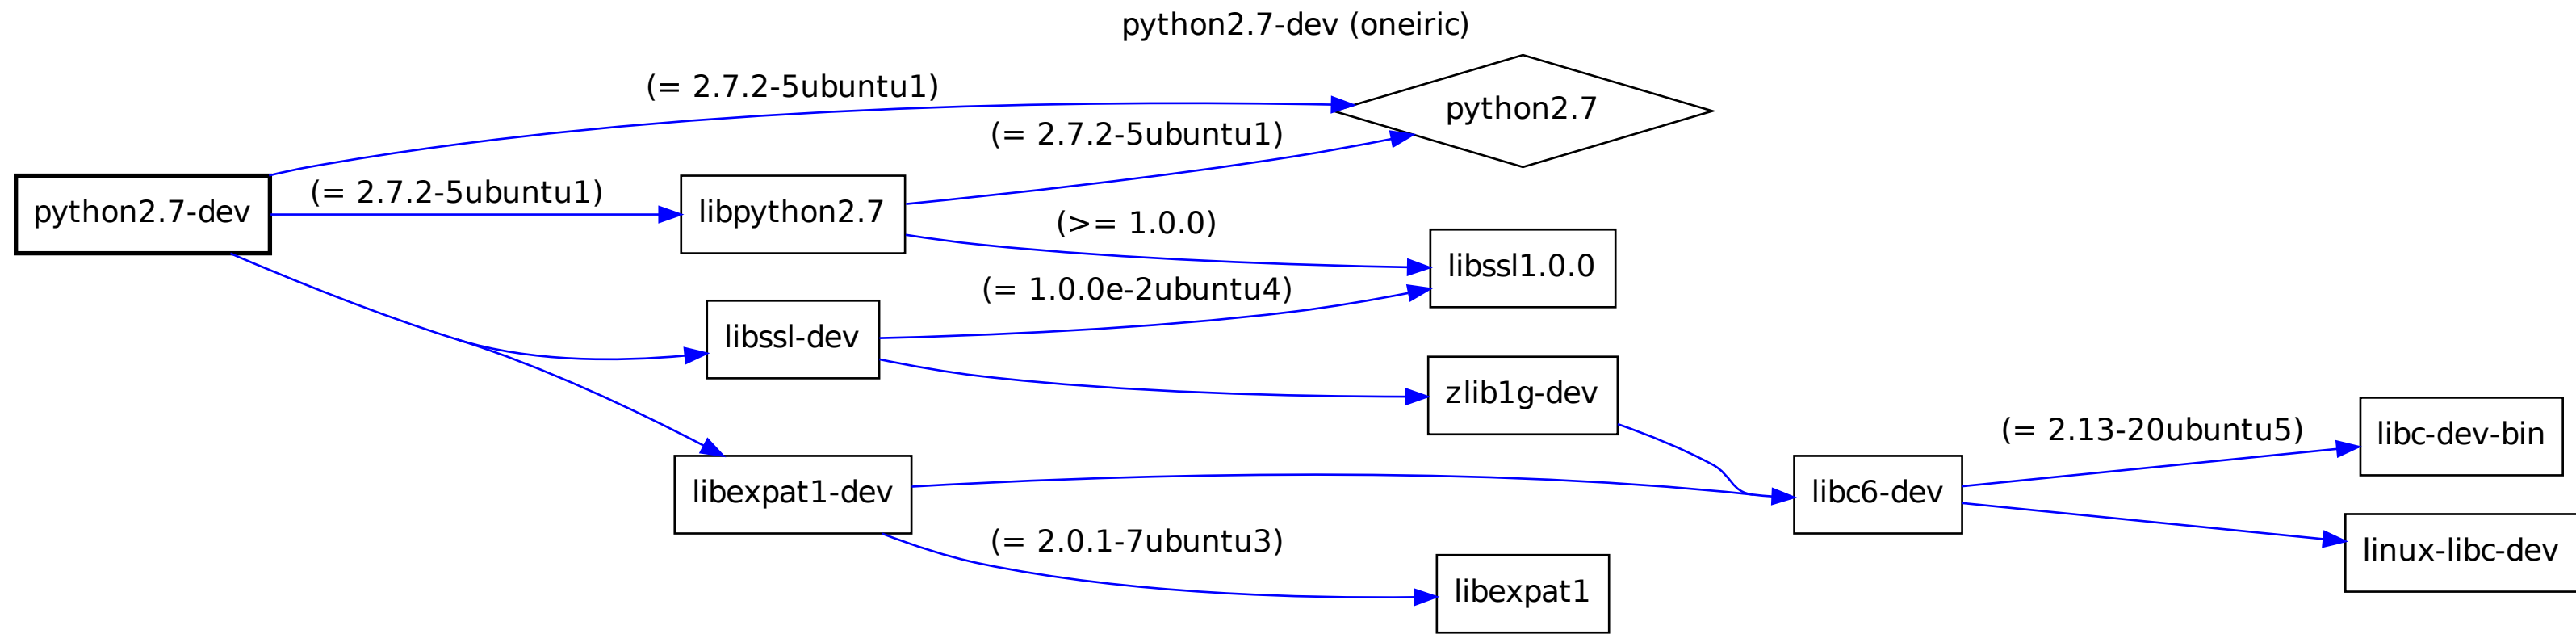 python2.7-dev (oneiric)
(= 2.7.2-5ubuntu1)
python2.7
(= 2.7.2-5ubuntu1)
python2.7-dev
(= 2.7.2-5ubuntu1)
libpython2.7
(>= 1.0.0)
libssl1.0.0
(= 1.0.0e-2ubuntu4)
libssl-dev
zlib1g-dev
(= 2.13-20ubuntu5)
libc-dev-bin
libexpat1-dev
libc6-dev
(= 2.0.1-7ubuntu3)
linux-libc-dev
libexpat1